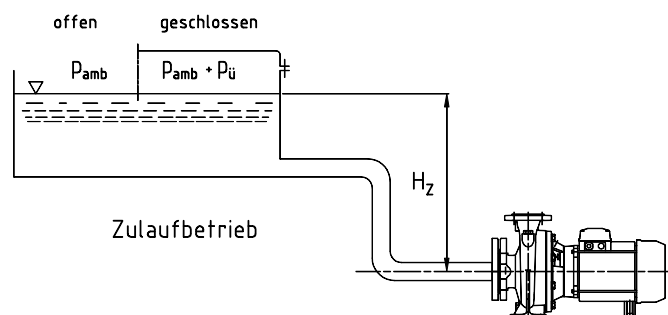 offen geschlossen
Pamb Pamb + Pü
Hz
Zulaufbetrieb